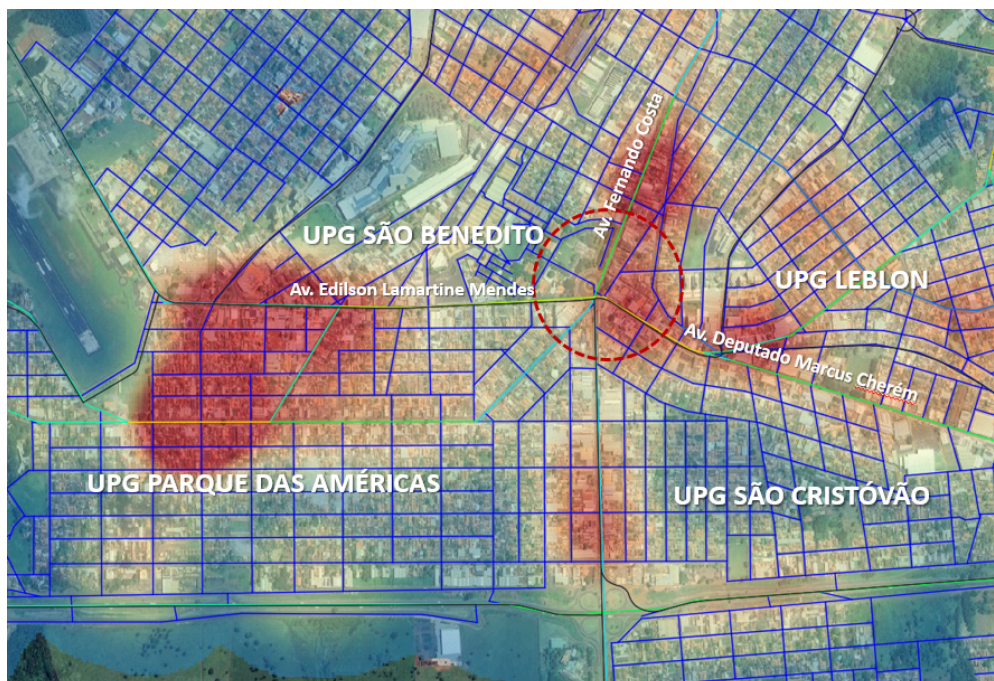 Av. Fernando Costa
UPG SÃO BENEDITO
UPG LEBLON
Av. Edilson Lamartine Mendes
Av. Deputado Marcus Cherém
UPG PARQUE DAS AMÉRICAS
UPG SÃO CRISTÓVÃO